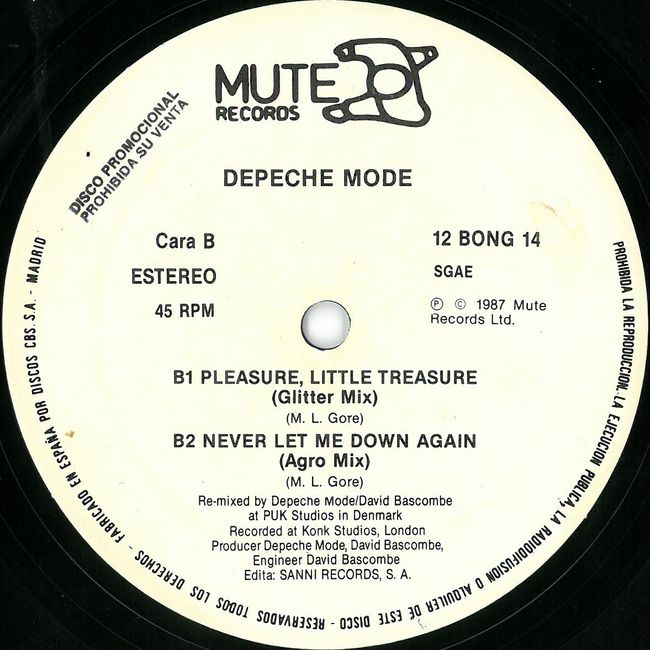 MUTE
RECORDS
DISCO PROMOCIONAL
PROHIBIDA SU VENTA
DEPECHE MODE
Cara B
ESTEREO
45 RPM
12 BONG 14
SGAE
Ⓟ © 1987 Mute
Records Ltd.
B1 PLEASURE, LITTLE TREASURE
(Glitter Mix)
(M. L. Gore)
B2 NEVER LET ME DOWN AGAIN
(Agro Mix)
(M. L. Gore)
Re-mixed by Depeche Mode/David Bascombe
at PUK Studios in Denmark
Recorded at Konk Studios, London
Producer Depeche Mode, David Bascombe,
Engineer David Bascombe
Edita: SANNI RECORDS, S. A.
PROHIBIDA LA REPRODUCCION, LA EJECUCION PUBLICA, LA RADIODIFUSION O ALQUILER DE ESTE DISCO - RESERVADOS TODOS LOS DERECHOS - FABRICADO EN ESPAÑA POR DISCOS CBS. S.A. - MADRID